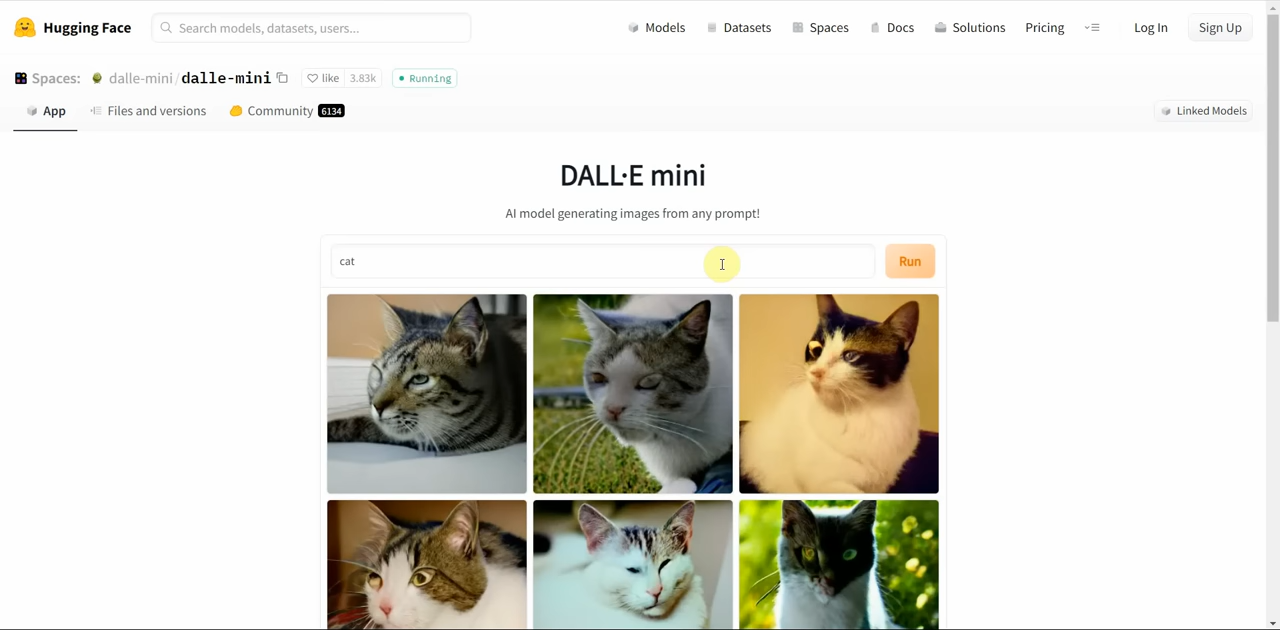 Hugging Face Search models, datasets, users... Models Datasets Spaces Docs Solutions Pricing Log In Sign Up
Spaces: dalle-mini/dalle-mini like 3.83k Running
App Files and versions Community 6134 Linked Models
DALL·E mini
AI model generating images from any prompt!
cat Run